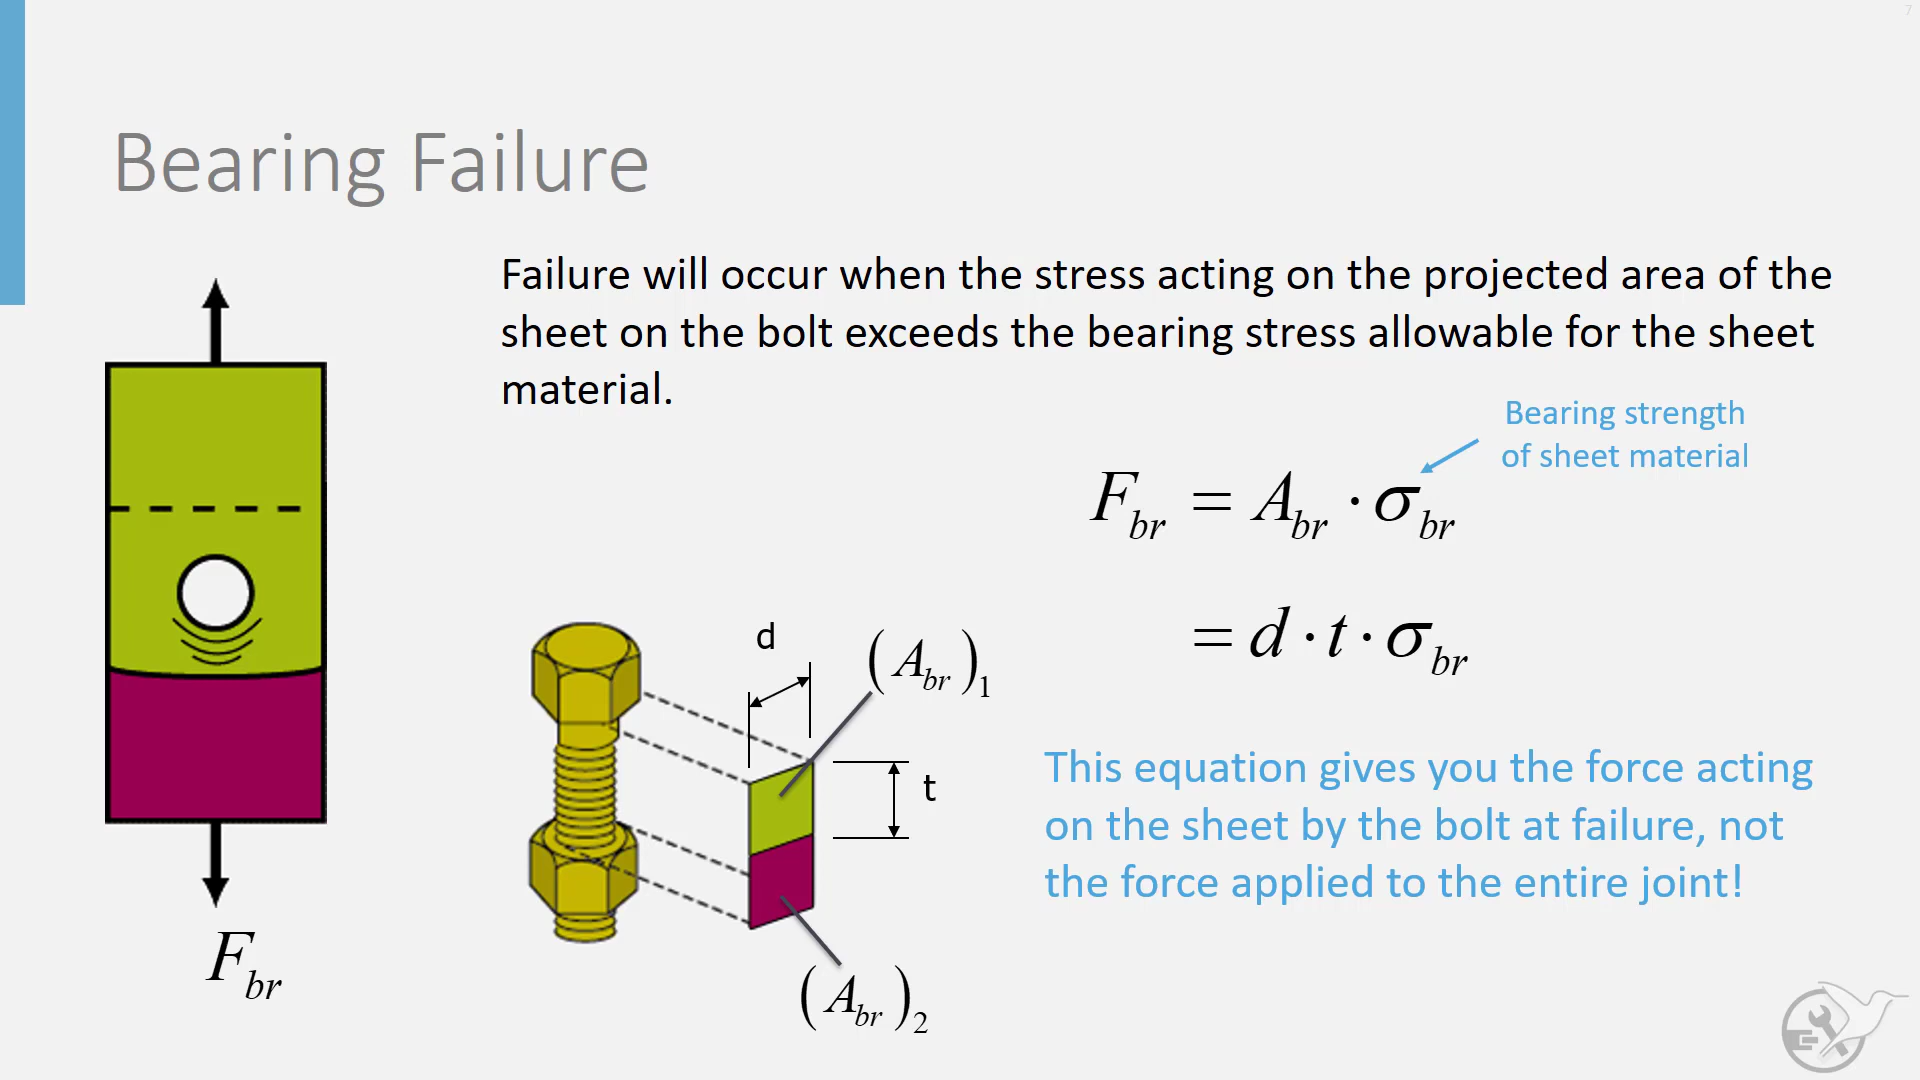 7
Bearing Failure
Failure will occur when the stress acting on the projected area of the
sheet on the bolt exceeds the bearing stress allowable for the sheet
material.
Bearing strength
of sheet material
F_br = A_br · σ_br
= d · t · σ_br
d
(A_br)_1
t
This equation gives you the force acting
on the sheet by the bolt at failure, not
the force applied to the entire joint!
F_br
(A_br)_2